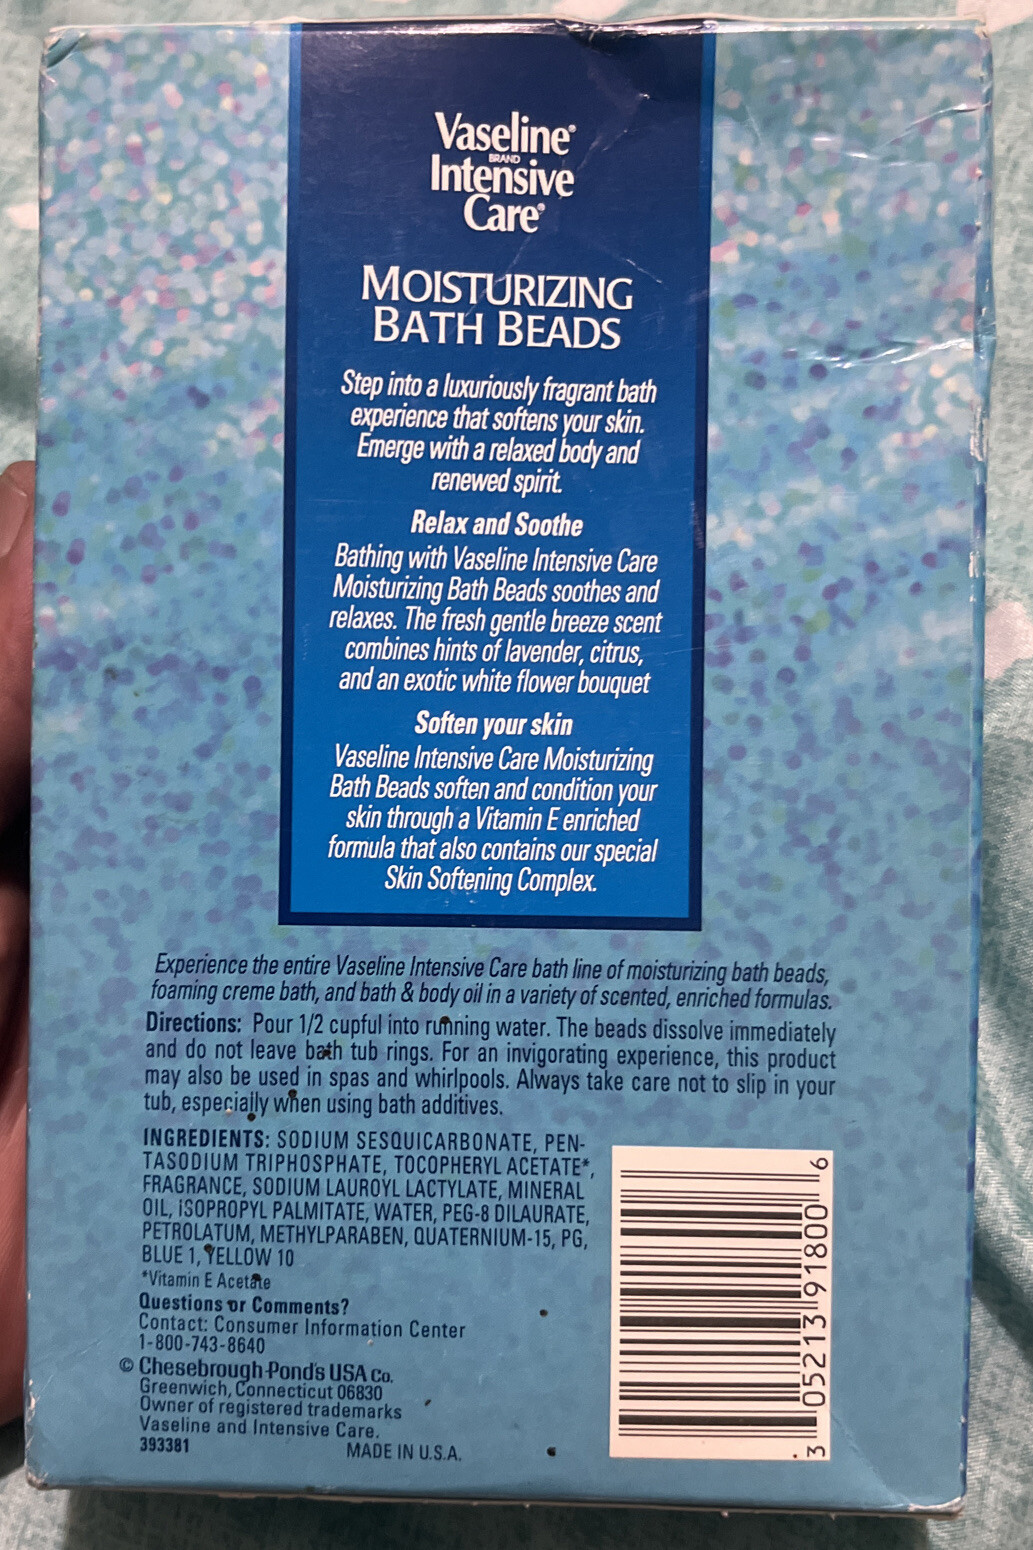 Vaseline®
BRAND
Intensive
Care®
MOISTURIZING
BATH BEADS
Step into a luxuriously fragrant bath
experience that softens your skin.
Emerge with a relaxed body and
renewed spirit.
Relax and Soothe
Bathing with Vaseline Intensive Care
Moisturizing Bath Beads soothes and
relaxes. The fresh gentle breeze scent
combines hints of lavender, citrus,
and an exotic white flower bouquet
Soften your skin
Vaseline Intensive Care Moisturizing
Bath Beads soften and condition your
skin through a Vitamin E enriched
formula that also contains our special
Skin Softening Complex.
Experience the entire Vaseline Intensive Care bath line of moisturizing bath beads,
foaming creme bath, and bath & body oil in a variety of scented, enriched formulas.
Directions: Pour 1/2 cupful into running water. The beads dissolve immediately
and do not leave bath tub rings. For an invigorating experience, this product
may also be used in spas and whirlpools. Always take care not to slip in your
tub, especially when using bath additives.
INGREDIENTS: SODIUM SESQUICARBONATE, PEN-
TASODIUM TRIPHOSPHATE, TOCOPHERYL ACETATE*,
FRAGRANCE, SODIUM LAUROYL LACTYLATE, MINERAL
OIL, ISOPROPYL PALMITATE, WATER, PEG-8 DILAURATE,
PETROLATUM, METHYLPARABEN, QUATERNIUM-15, PG,
BLUE 1, YELLOW 10
*Vitamin E Acetate
Questions or Comments?
Contact: Consumer Information Center
1-800-743-8640
© Chesebrough-Pond's USA Co.
Greenwich, Connecticut 06830
Owner of registered trademarks
Vaseline and Intensive Care.
393381 MADE IN U.S.A.
3 05213 91800 6